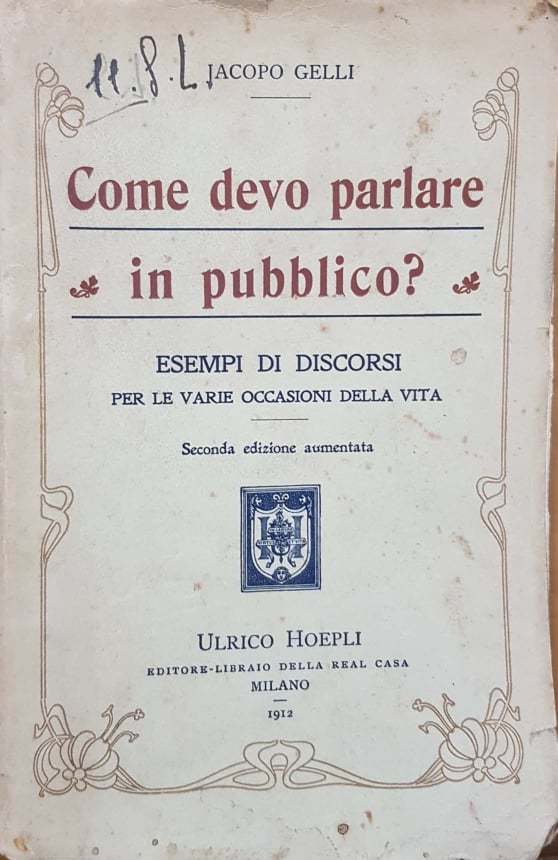 11. 8. L.
JACOPO GELLI
Come devo parlare
in pubblico?
ESEMPI DI DISCORSI
PER LE VARIE OCCASIONI DELLA VITA
Seconda edizione aumentata
ULRICO HOEPLI
EDITORE-LIBRAIO DELLA REAL CASA
MILANO
1912